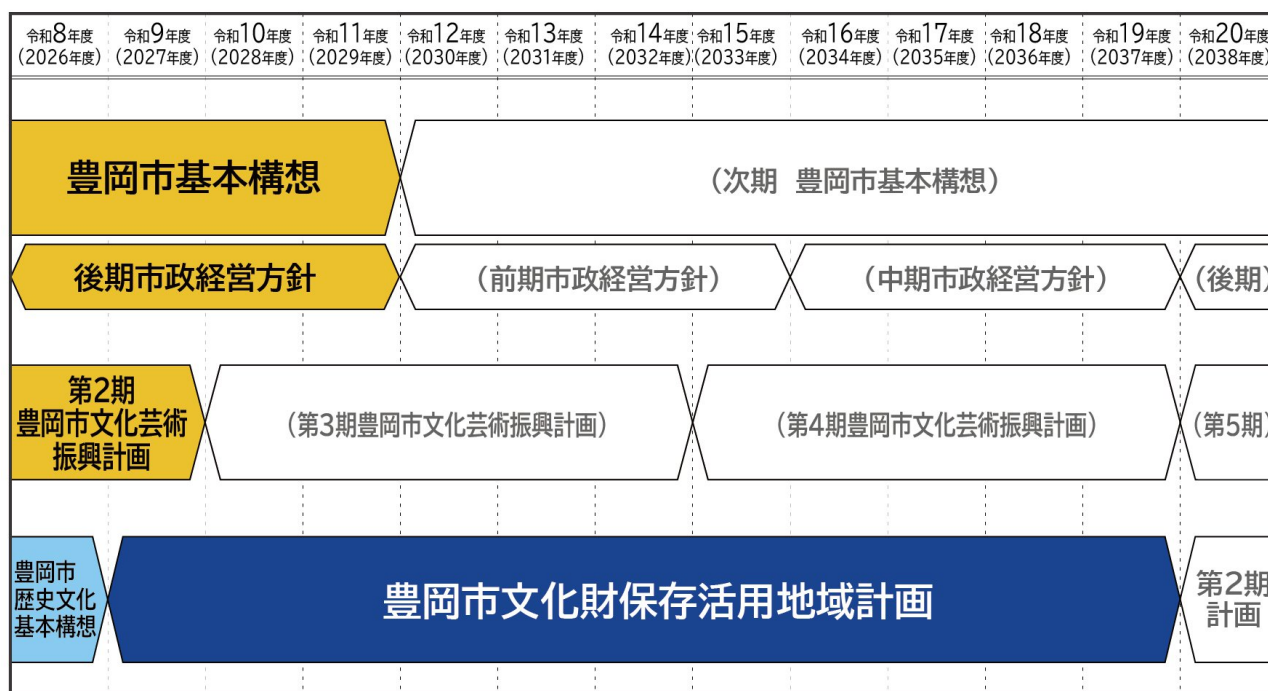 令和8年度 令和9年度 令和10年度 令和11年度 令和12年度 令和13年度 令和14年度 令和15年度 令和16年度 令和17年度 令和18年度 令和19年度 令和20年度
(2026年度) (2027年度) (2028年度) (2029年度) (2030年度) (2031年度) (2032年度) (2033年度) (2034年度) (2035年度) (2036年度) (2037年度) (2038年度)
豊岡市基本構想
(次期 豊岡市基本構想)
後期市政経営方針
(前期市政経営方針)
(中期市政経営方針)
(後期)
第2期
豊岡市文化芸術
振興計画
(第3期豊岡市文化芸術振興計画)
(第4期豊岡市文化芸術振興計画)
(第5期)
豊岡市
歴史文化
基本構想
豊岡市文化財保存活用地域計画
第2期
計画